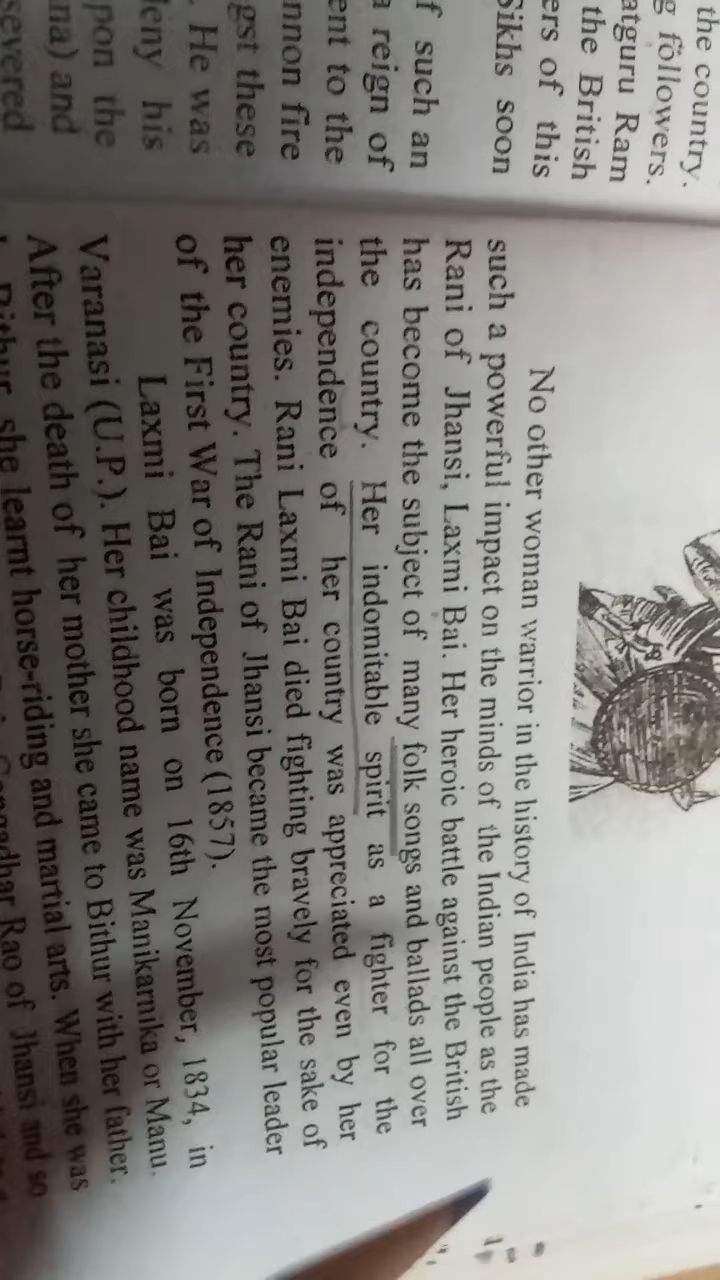 the country.
g followers.
atguru Ram
the British
ers of this
Sikhs soon
f such an
a reign of
ent to the
nnon fire
gst these
. He was
leny his
pon the
na) and
severed
No other woman warrior in the history of India has made
such a powerful impact on the minds of the Indian people as the
Rani of Jhansi, Laxmi Bai. Her heroic battle against the British
has become the subject of many folk songs and ballads all over
the country. Her indomitable spirit as a fighter for the
independence of her country was appreciated even by her
enemies. Rani Laxmi Bai died fighting bravely for the sake of
her country. The Rani of Jhansi became the most popular leader
of the First War of Independence (1857).
Laxmi Bai was born on 16th November, 1834, in
Varanasi (U.P.). Her childhood name was Manikarnika or Manu.
After the death of her mother she came to Bithur with her father.
she learnt horse-riding and martial arts. When she was
Rao of Jhansi and so